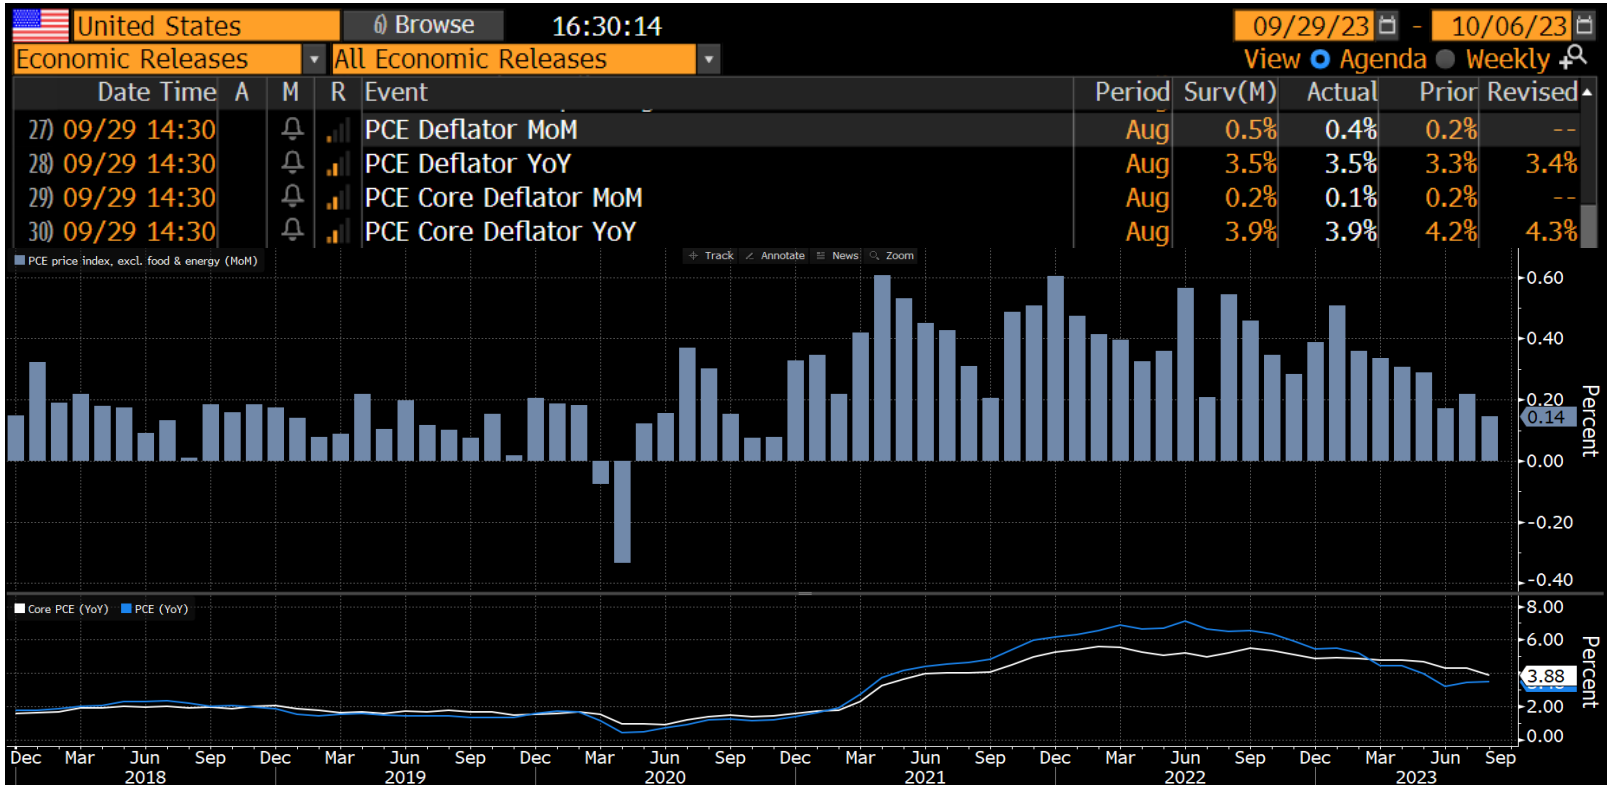 United States 6) Browse 16:30:14 09/29/23 - 10/06/23
Economic Releases All Economic Releases View Agenda Weekly
Date Time A M R Event Period Surv(M) Actual Prior Revised
27) 09/29 14:30 PCE Deflator MoM Aug 0.5% 0.4% 0.2% --
28) 09/29 14:30 PCE Deflator YoY Aug 3.5% 3.5% 3.3% 3.4%
29) 09/29 14:30 PCE Core Deflator MoM Aug 0.2% 0.1% 0.2% --
30) 09/29 14:30 PCE Core Deflator YoY Aug 3.9% 3.9% 4.2% 4.3%
PCE price index, excl. food & energy (MoM) Track Annotate News Zoom
0.60
0.40
0.20
0.14
0.00
-0.20
-0.40
Percent
Core PCE (YoY) PCE (YoY)
8.00
6.00
3.88
2.00
0.00
Percent
Dec Mar Jun Sep Dec Mar Jun Sep Dec Mar Jun Sep Dec Mar Jun Sep Dec Mar Jun Sep Dec Mar Jun Sep
2018 2019 2020 2021 2022 2023